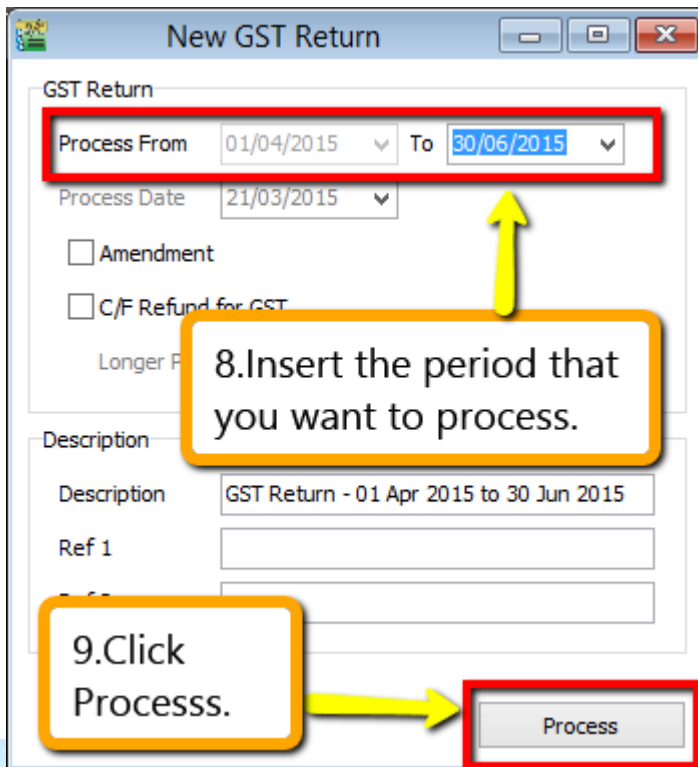 New GST Return
GST Return
Process From 01/04/2015 To 30/06/2015
Process Date 21/03/2015
Amendment
C/F Refund for GST
Longer
8.Insert the period that
you want to process.
Description
Description GST Return - 01 Apr 2015 to 30 Jun 2015
Ref 1
9.Click
Processs.
Process